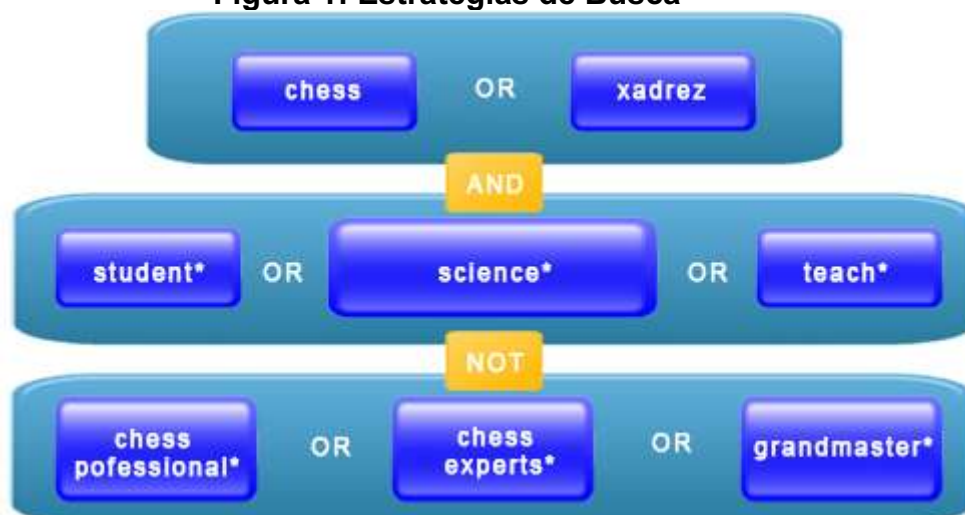 Figura 1. Estratégias de Busca
chess OR xadrez
AND
student* OR science* OR teach*
NOT
chess
pofessional* OR chess
experts* OR grandmaster*